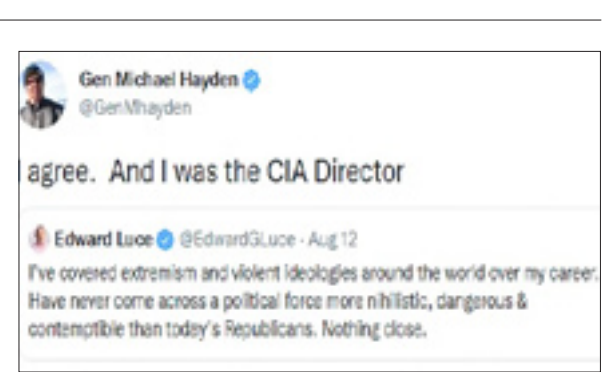 Gen Michael Hayden
@GenMhayden
I agree. And I was the CIA Director
Edward Luce @EdwardGLuce · Aug 12
I've covered extremism and violent ideologies around the world over my career.
Have never come across a political force more nihilistic, dangerous &
contemptible than today's Republicans. Nothing close.